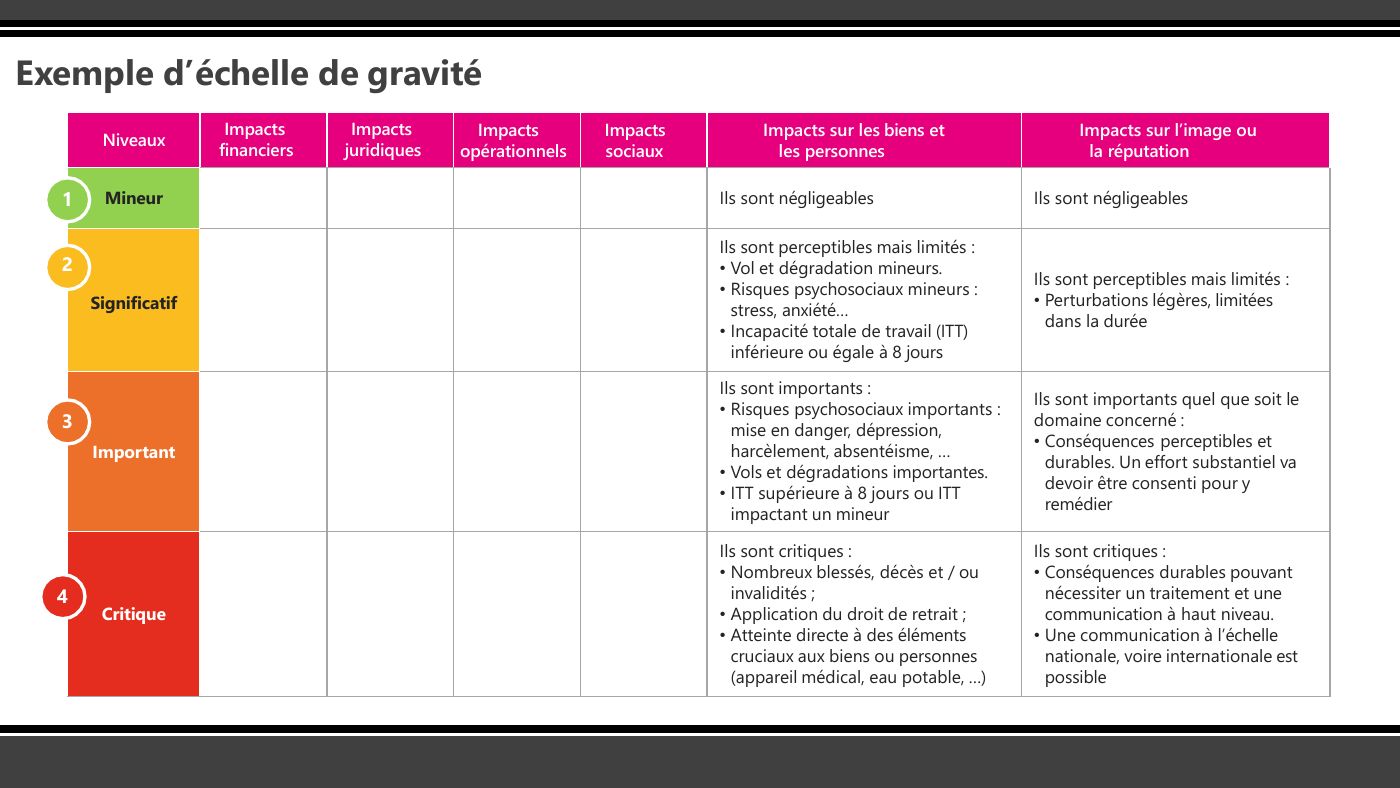 Exemple d’échelle de gravité
Niveaux
Impacts
financiers
Impacts
juridiques
Impacts
opérationnels
Impacts
sociaux
Impacts sur les biens et
les personnes
Impacts sur l’image ou
la réputation
1
Mineur
Ils sont négligeables
Ils sont négligeables
2
Significatif
Ils sont perceptibles mais limités :
• Vol et dégradation mineurs.
• Risques psychosociaux mineurs :
stress, anxiété…
• Incapacité totale de travail (ITT)
inférieure ou égale à 8 jours
Ils sont perceptibles mais limités :
• Perturbations légères, limitées
dans la durée
3
Important
Ils sont importants :
• Risques psychosociaux importants :
mise en danger, dépression,
harcèlement, absentéisme, …
• Vols et dégradations importantes.
• ITT supérieure à 8 jours ou ITT
impactant un mineur
Ils sont importants quel que soit le
domaine concerné :
• Conséquences perceptibles et
durables. Un effort substantiel va
devoir être consenti pour y
remédier
4
Critique
Ils sont critiques :
• Nombreux blessés, décès et / ou
invalidités ;
• Application du droit de retrait ;
• Atteinte directe à des éléments
cruciaux aux biens ou personnes
(appareil médical, eau potable, …)
Ils sont critiques :
• Conséquences durables pouvant
nécessiter un traitement et une
communication à haut niveau.
• Une communication à l’échelle
nationale, voire internationale est
possible